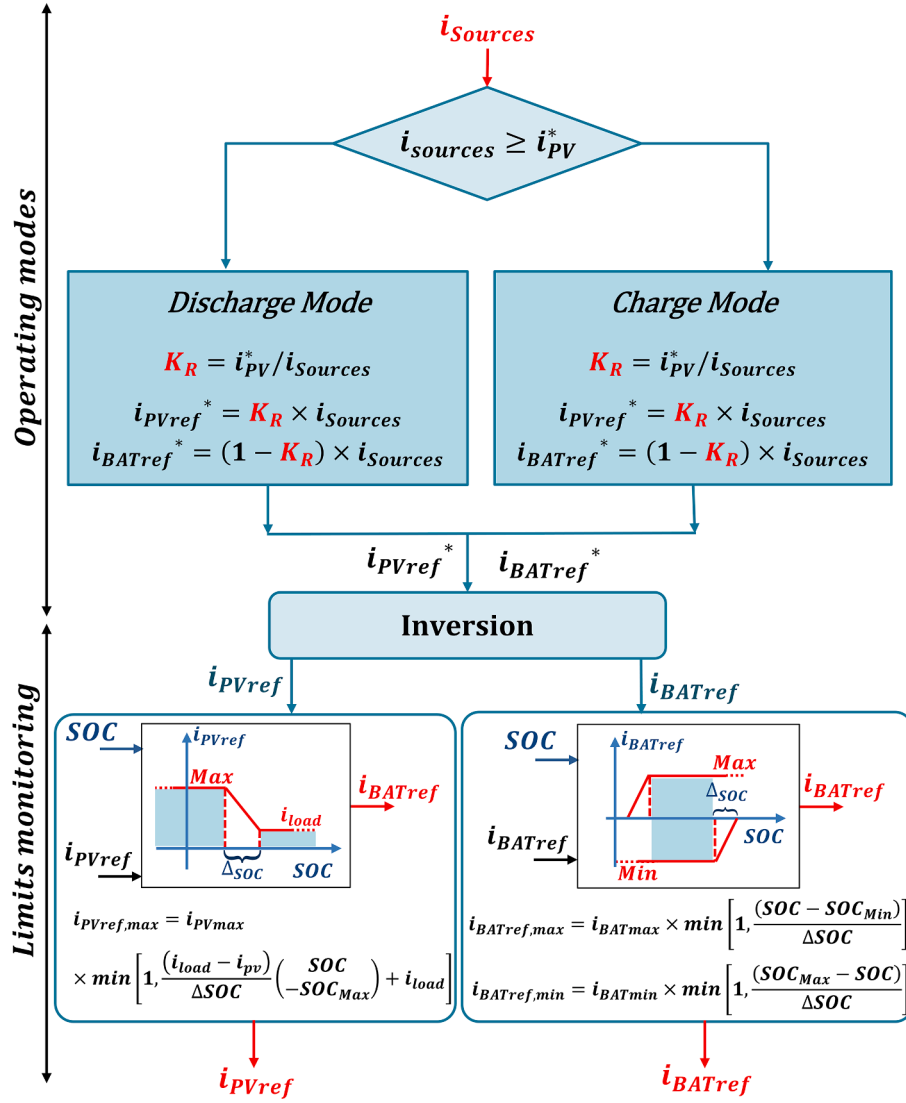 Operating modes
i_Sources
i_sources ≥ i*_PV
Discharge Mode
K_R = i*_PV/i_Sources
i_PVref* = K_R × i_Sources
i_BATref* = (1 − K_R) × i_Sources
Charge Mode
K_R = i*_PV/i_Sources
i_PVref* = K_R × i_Sources
i_BATref* = (1 − K_R) × i_Sources
i_PVref* i_BATref*
Inversion
Limits monitoring
i_PVref
SOC
i_PVref
Max
i_load
Δ_SOC
SOC
i_PVref
i_BATref
i_PVref,max = i_PVmax
× min[1, (i_load − i_pv)/ΔSOC (SOC −SOC_Max) + i_load]
i_PVref
i_BATref
SOC
i_BATref
Max
Δ_SOC
SOC
Min
i_BATref
i_BATref
i_BATref,max = i_BATmax × min[1, (SOC − SOC_Min)/ΔSOC]
i_BATref,min = i_BATmin × min[1, (SOC_Max − SOC)/ΔSOC]
i_BATref